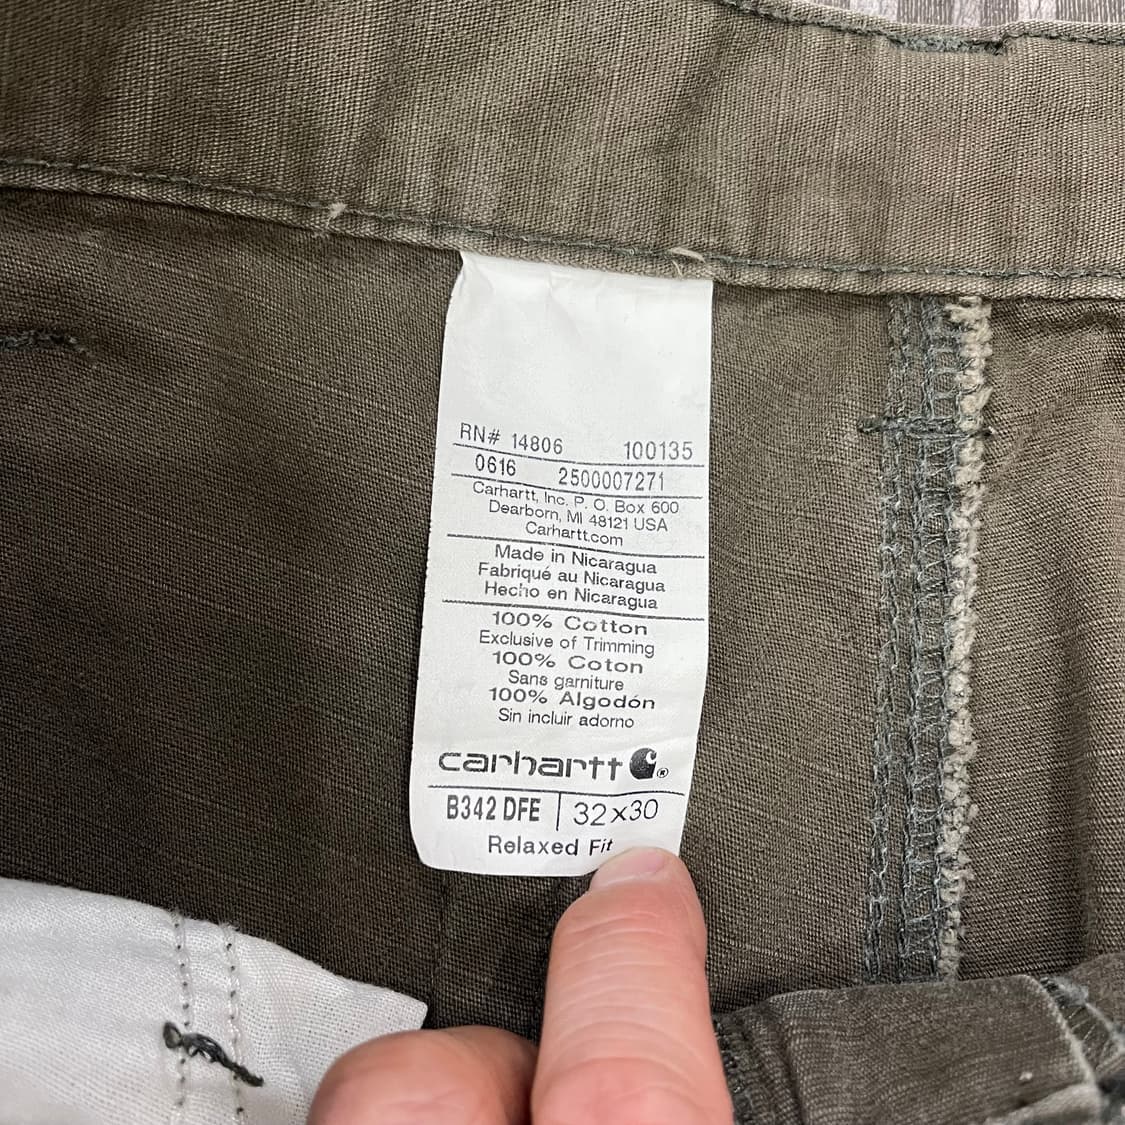 RN# 14806 100135
0616 2500007271
Carhartt, Inc. P. O. Box 600
Dearborn, MI 48121 USA
Carhartt.com
Made in Nicaragua
Fabriqué au Nicaragua
Hecho en Nicaragua
100% Cotton
Exclusive of Trimming
100% Coton
Sans garniture
100% Algodón
Sin incluir adorno
carhartt ®
B342 DFE | 32x30
Relaxed Fit